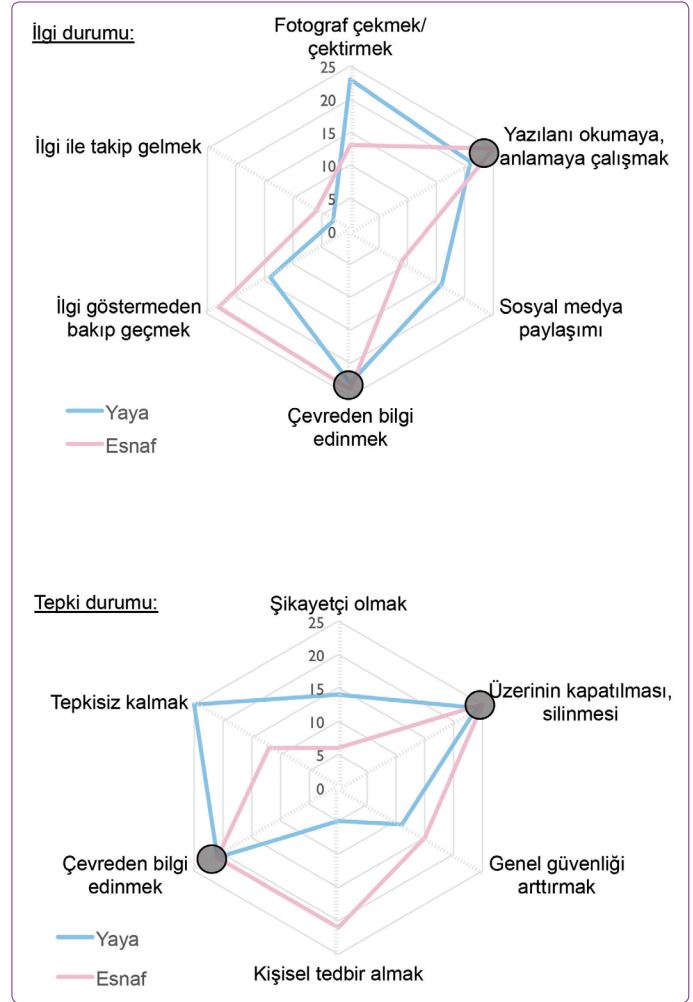 İlgi durumu:
Fotograf çekmek/
çektirmek
25
20
15
10
5
0
İlgi ile takip gelmek
Yazılanı okumaya,
anlamaya çalışmak
İlgi göstermeden
bakıp geçmek
Sosyal medya
paylaşımı
Çevreden bilgi
edinmek
Yaya
Esnaf
Tepki durumu:
Şikayetçi olmak
25
20
15
10
5
0
Tepkisiz kalmak
Üzerinin kapatılması,
silinmesi
Çevreden bilgi
edinmek
Genel güvenliği
arttırmak
Kişisel tedbir almak
Yaya
Esnaf